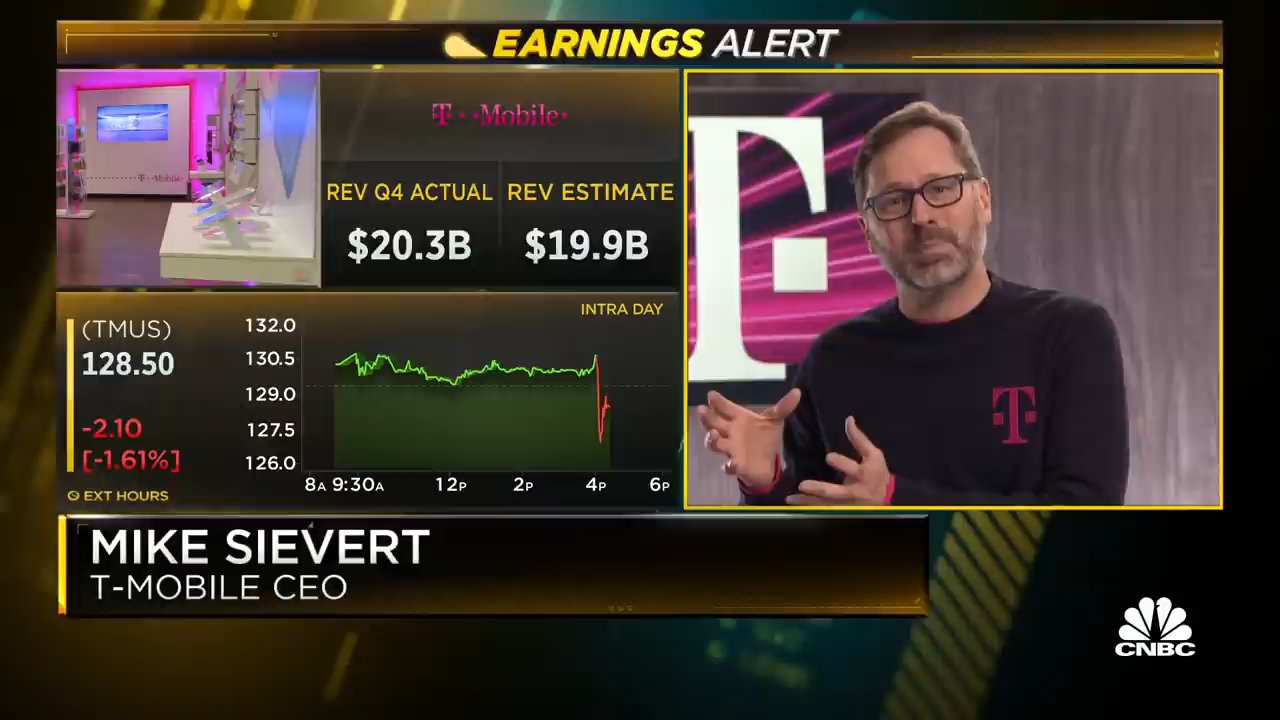 EARNINGS ALERT
T··Mobile·
T··Mobile·
REV Q4 ACTUAL
REV ESTIMATE
$20.3B
$19.9B
INTRA DAY
(TMUS)
128.50
-2.10
[-1.61%]
EXT HOURS
132.0
130.5
129.0
127.5
126.0
8A 9:30A 12P 2P 4P 6P
T
T
MIKE SIEVERT
T-MOBILE CEO
CNBC